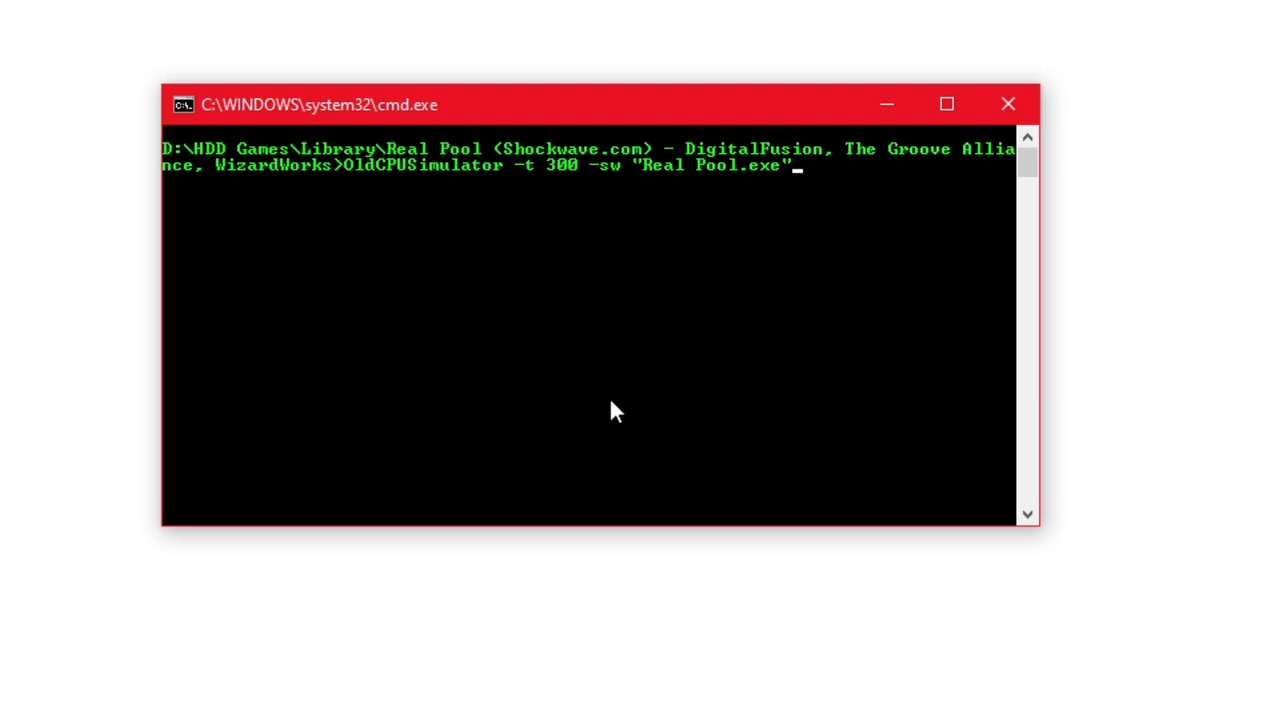 C:\WINDOWS\system32\cmd.exe
D:\HDD Games\Library\Real Pool (Shockwave.com) - DigitalFusion, The Groove Allia
nce, WizardWorks>OldCPUSimulator -t 300 -sw "Real Pool.exe"